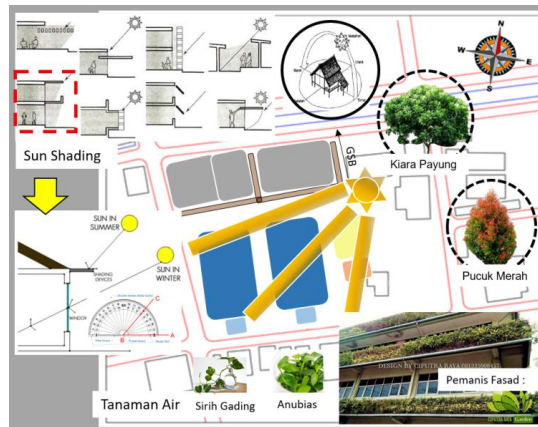 N
W
E
S
Sun Shading
GSB
Kiara Payung
SUN IN
SUMMER
SHADING
DEVICES
SUN IN
WINTER
WINDOW
C
B
A
Pucuk Merah
DESIGN BY CIPUTRA RAYA 081333906437
Pemanis Fasad :
Tanaman Air
Sirih Gading
Anubias